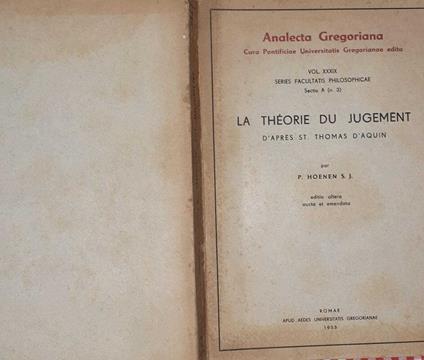 Analecta Gregoriana
Cura Pontificiae Universitatis Gregorianae edita
VOL. XXXIX
SERIES FACULTATIS PHILOSOPHICAE
Sectio A (n. 3)
LA THÉORIE DU JUGEMENT
D'APRÈS ST. THOMAS D'AQUIN
par
P. HOENEN S. J.
editio altera
aucta et emendata
ROMAE
APUD AEDES UNIVERSITATIS GREGORIANAE
1953